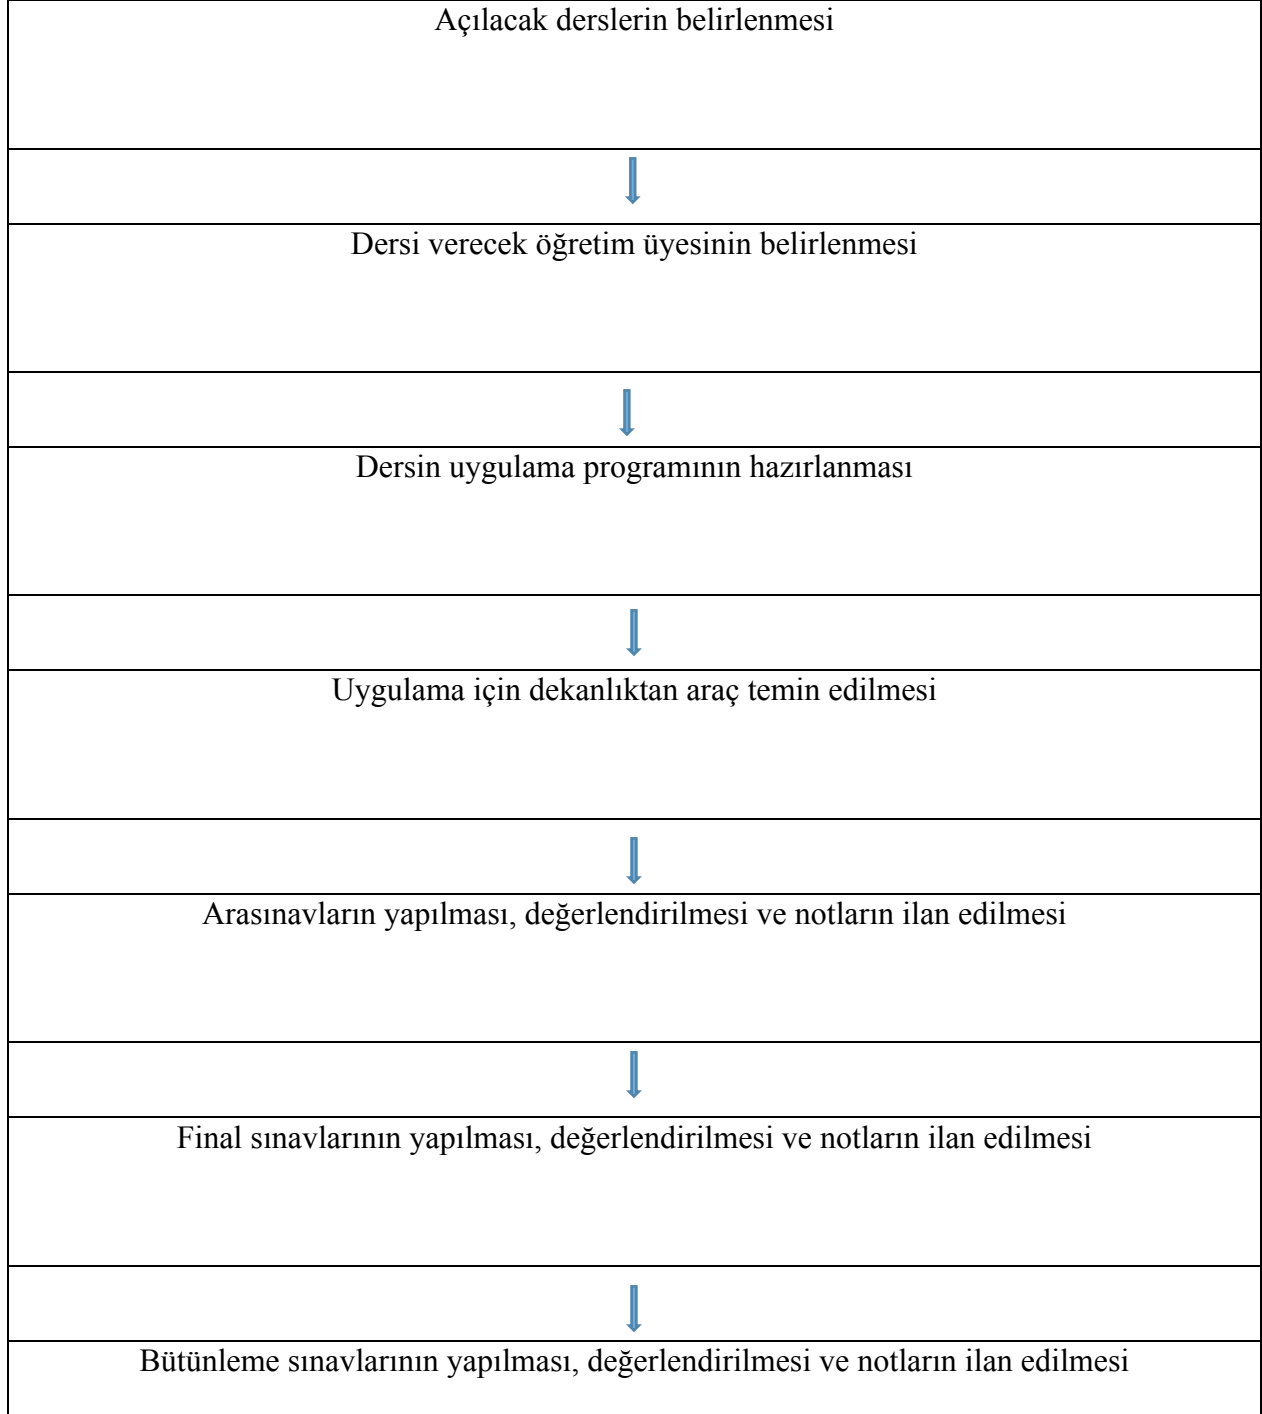 Açılacak derslerin belirlenmesi
Dersi verecek öğretim üyesinin belirlenmesi
Dersin uygulama programının hazırlanması
Uygulama için dekanlıktan araç temin edilmesi
Arasınavların yapılması, değerlendirilmesi ve notların ilan edilmesi
Final sınavlarının yapılması, değerlendirilmesi ve notların ilan edilmesi
Bütünleme sınavlarının yapılması, değerlendirilmesi ve notların ilan edilmesi